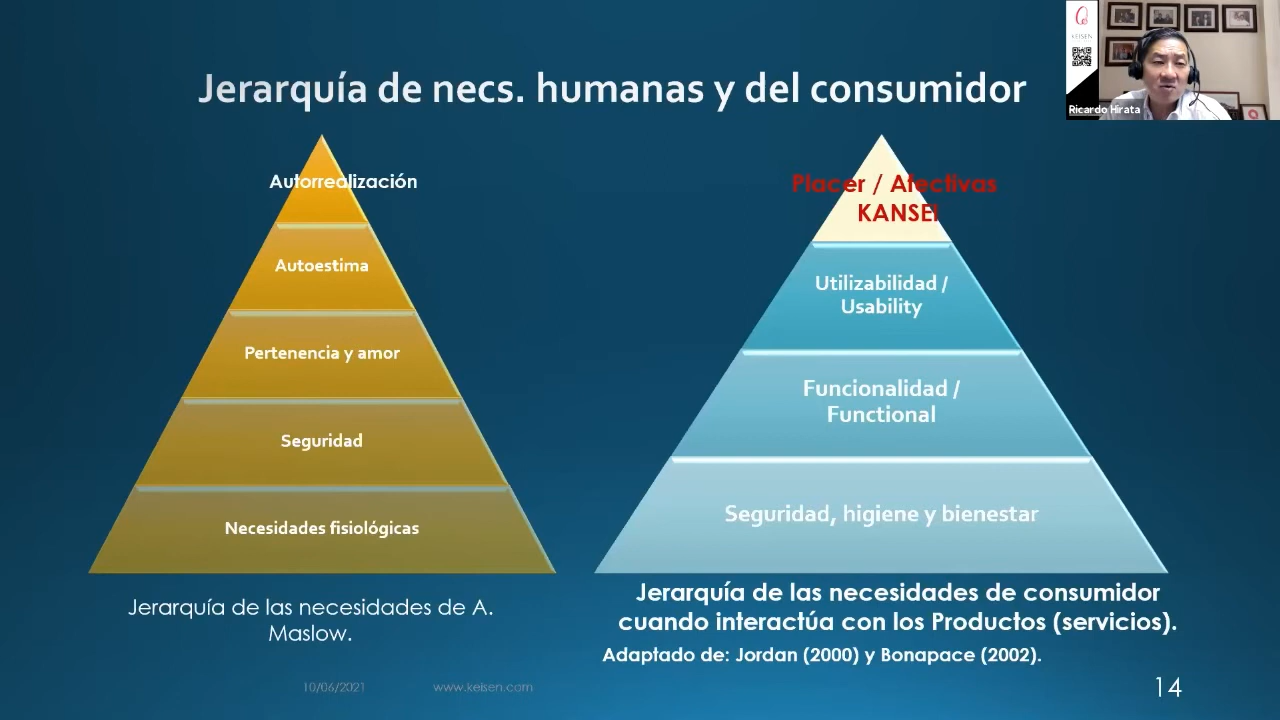 Jerarquía de necs. humanas y del consumidor
KEISEN
Ricardo Hirata
Autorrealización
Autoestima
Pertenencia y amor
Seguridad
Necesidades fisiológicas
Jerarquía de las necesidades de A.
Maslow.
Placer / Afectivas
KANSEI
Utilizabilidad /
Usability
Funcionalidad /
Functional
Seguridad, higiene y bienestar
Jerarquía de las necesidades de consumidor
cuando interactúa con los Productos (servicios).
Adaptado de: Jordan (2000) y Bonapace (2002).
10/06/2021
www.keisen.com
14